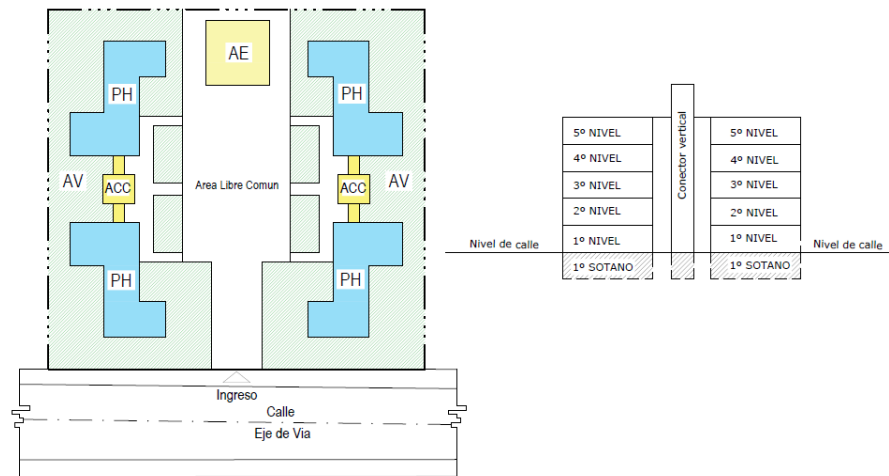 AE
PH
PH
AV
ACC
Area Libre Comun
ACC
AV
PH
PH
Ingreso
Calle
Eje de Via
Conector vertical
5º NIVEL
5º NIVEL
4º NIVEL
4º NIVEL
3º NIVEL
3º NIVEL
2º NIVEL
2º NIVEL
1º NIVEL
1º NIVEL
Nivel de calle
Nivel de calle
1º SOTANO
1º SOTANO